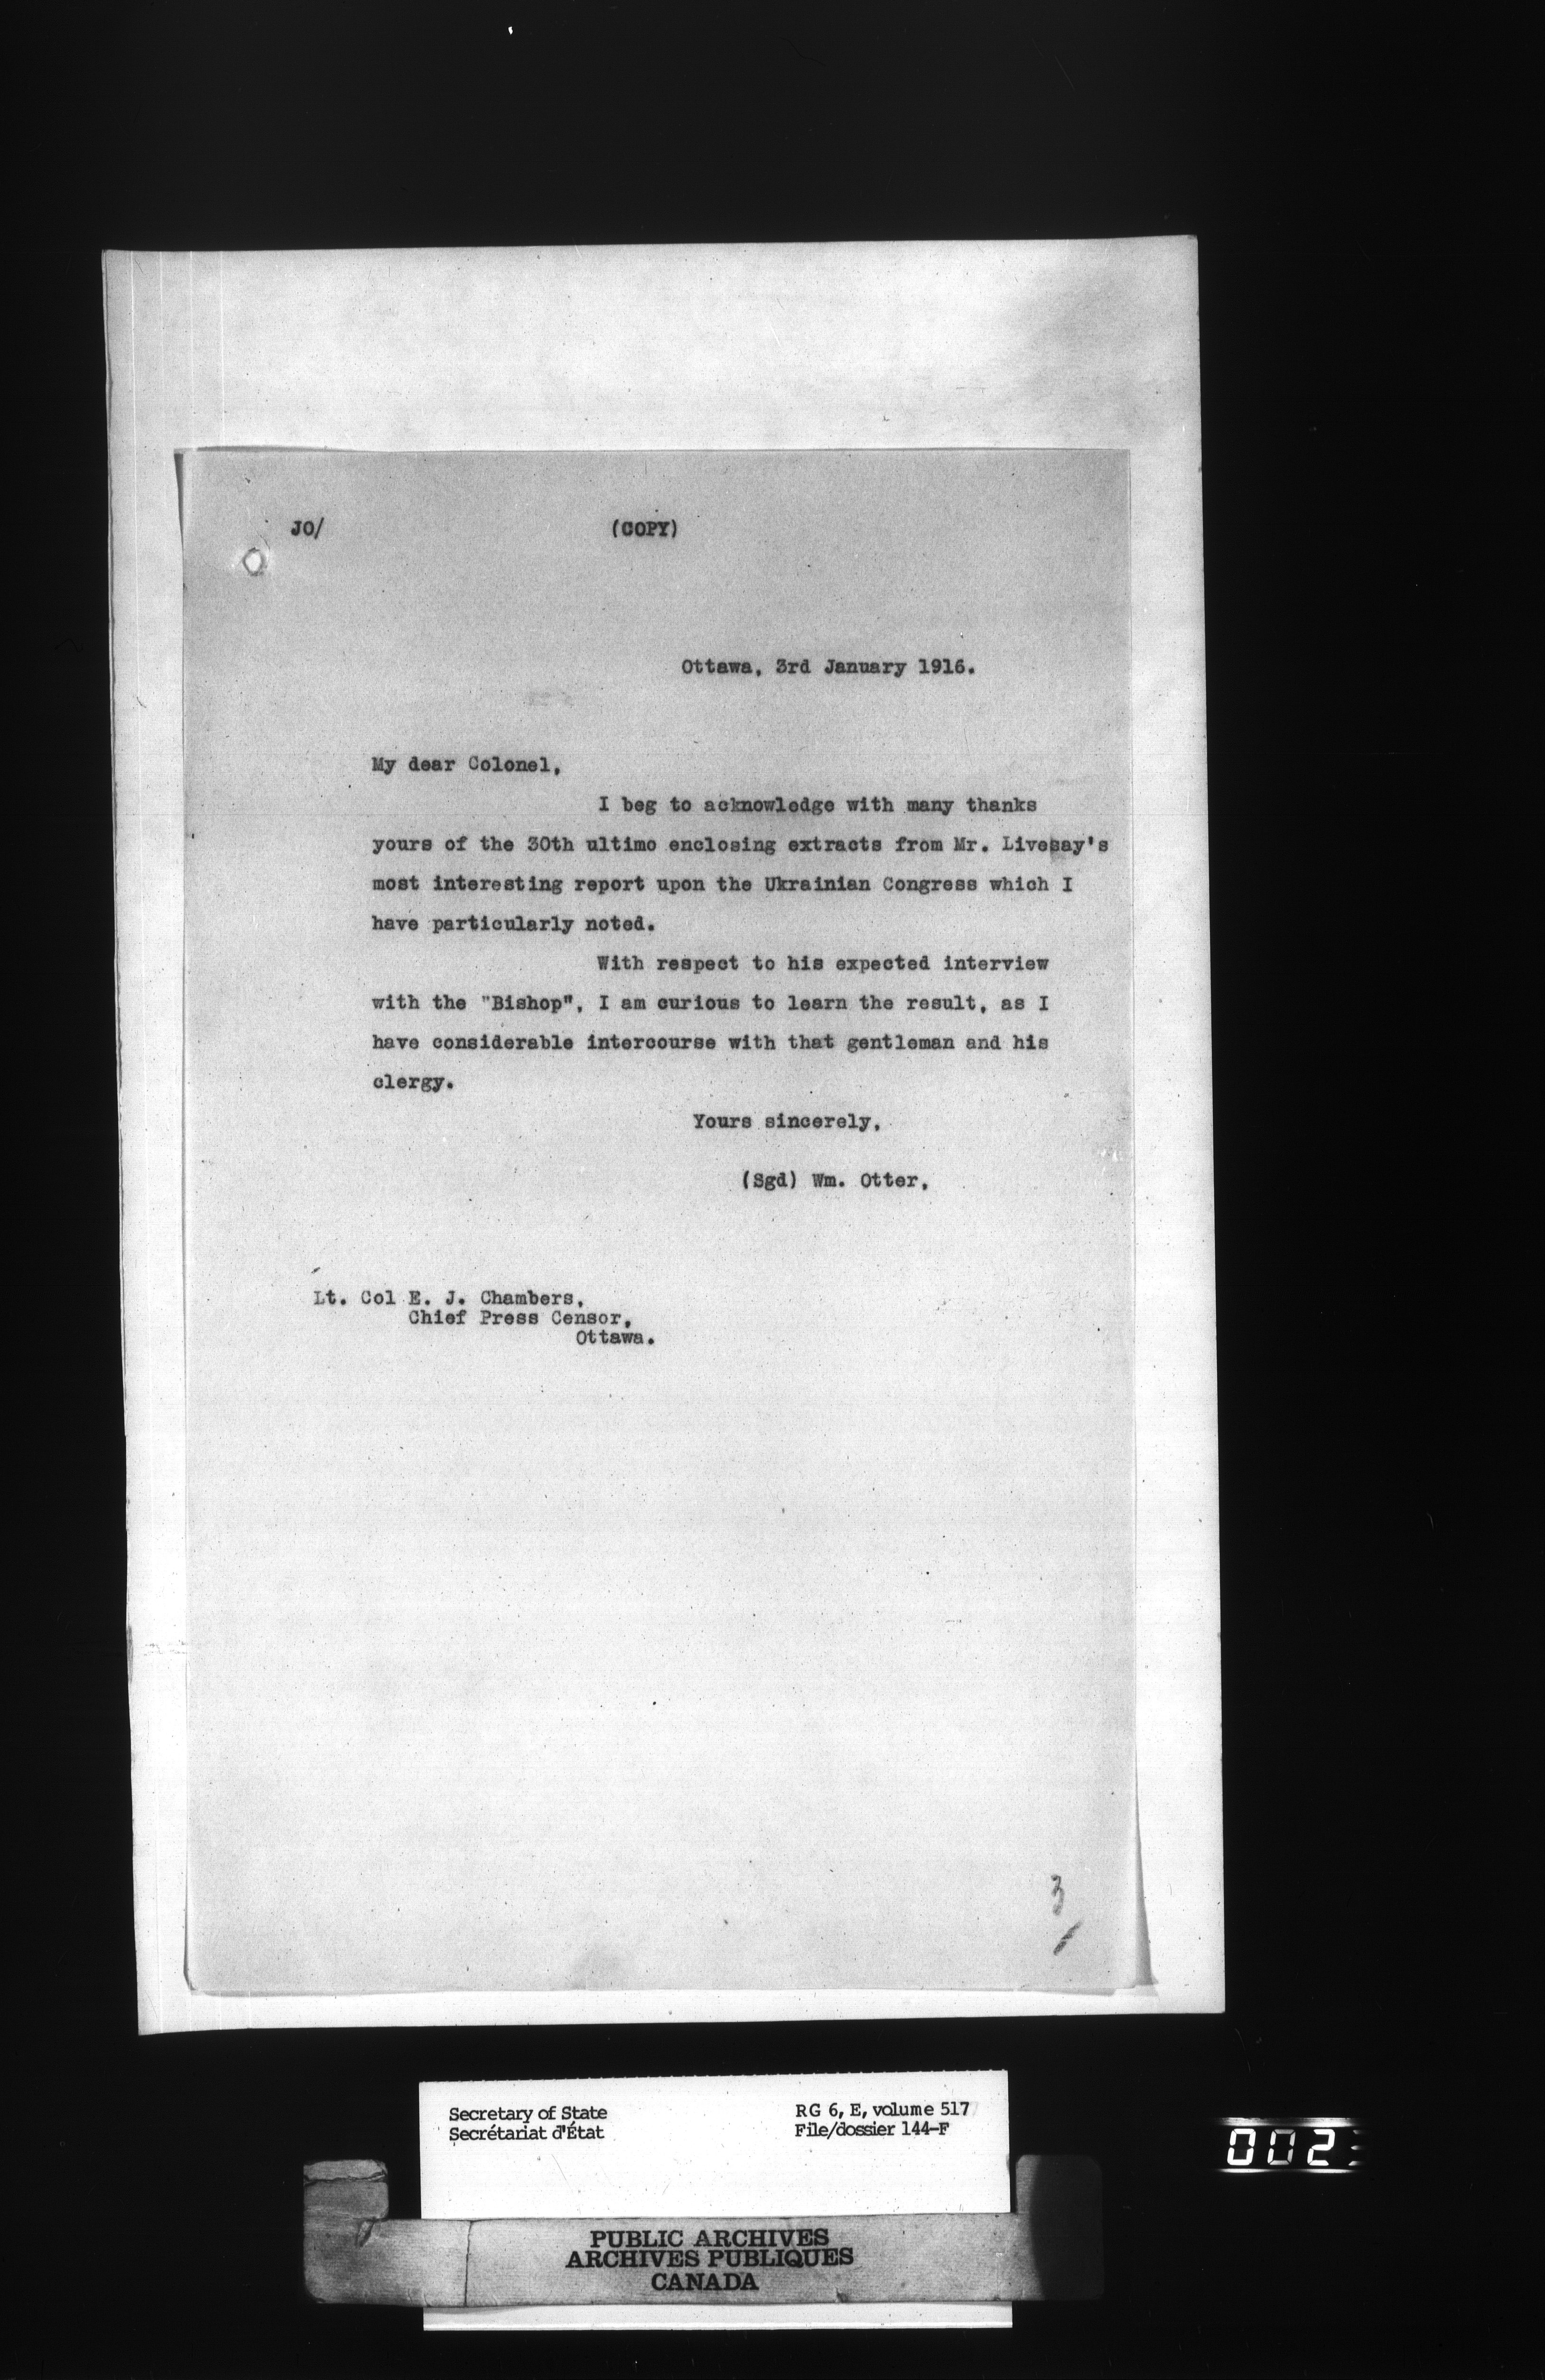 JO/ (COPY)
Ottawa, 3rd January 1916.
My dear Colonel,
I beg to acknowledge with many thanks
yours of the 30th ultimo enclosing extracts from Mr. Livesay's
most interesting report upon the Ukrainian Congress which I
have particularly noted.
With respect to his expected interview
with the "Bishop", I am curious to learn the result, as I
have considerable intercourse with that gentleman and his
clergy.
Yours sincerely,
(Sgd) Wm. Otter,
Lt. Col E. J. Chambers,
Chief Press Censor,
Ottawa.
3
Secretary of State RG 6, E, volume 517
Secrétariat d'État File/dossier 144-F
PUBLIC ARCHIVES
ARCHIVES PUBLIQUES
CANADA